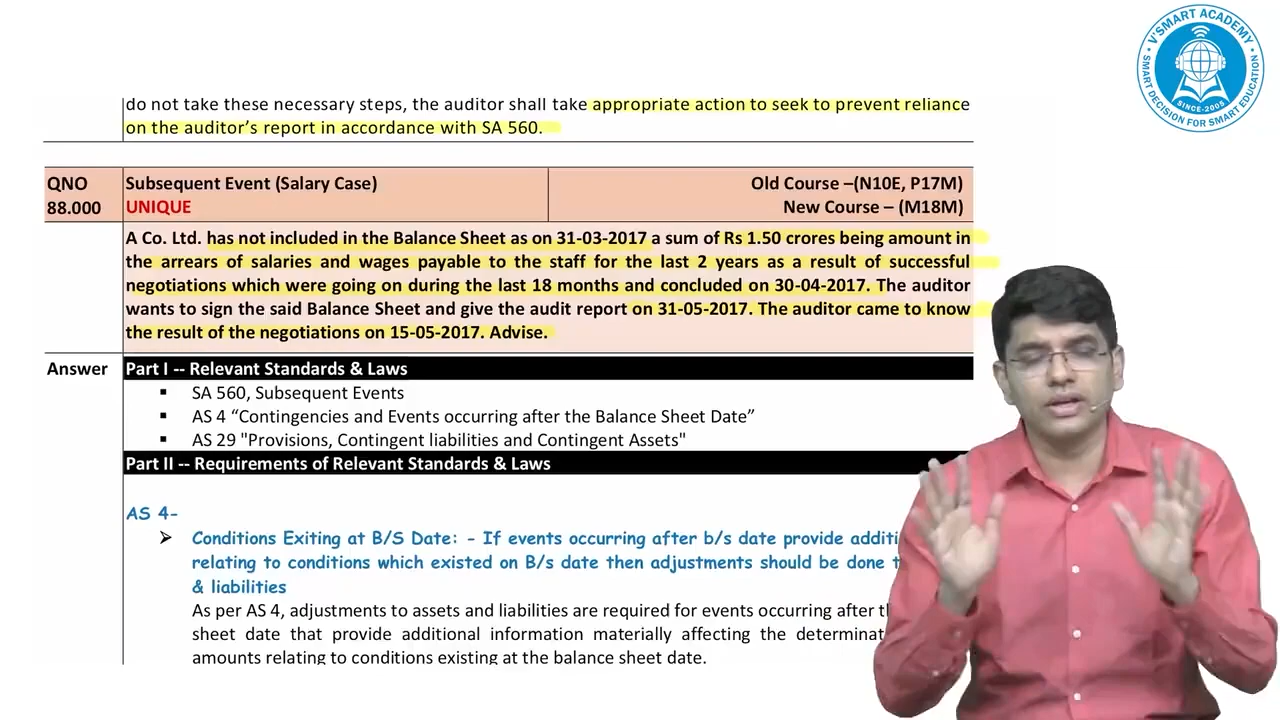 V'SMART ACADEMY
SINCE-2005
SMART DECISION FOR SMART EDUCATION
do not take these necessary steps, the auditor shall take appropriate action to seek to prevent reliance
on the auditor's report in accordance with SA 560.
QNO
88.000
Subsequent Event (Salary Case)
UNIQUE
Old Course –(N10E, P17M)
New Course – (M18M)
A Co. Ltd. has not included in the Balance Sheet as on 31-03-2017 a sum of Rs 1.50 crores being amount in
the arrears of salaries and wages payable to the staff for the last 2 years as a result of successful
negotiations which were going on during the last 18 months and concluded on 30-04-2017. The auditor
wants to sign the said Balance Sheet and give the audit report on 31-05-2017. The auditor came to know
the result of the negotiations on 15-05-2017. Advise.
Answer
Part I -- Relevant Standards & Laws
▪ SA 560, Subsequent Events
▪ AS 4 “Contingencies and Events occurring after the Balance Sheet Date”
▪ AS 29 "Provisions, Contingent liabilities and Contingent Assets"
Part II -- Requirements of Relevant Standards & Laws
AS 4-
➢ Conditions Exiting at B/S Date: - If events occurring after b/s date provide
relating to conditions which existed on B/s date then adjustments should be done
& liabilities
As per AS 4, adjustments to assets and liabilities are required for events occurring after
sheet date that provide additional information materially affecting the
amounts relating to conditions existing at the balance sheet date.